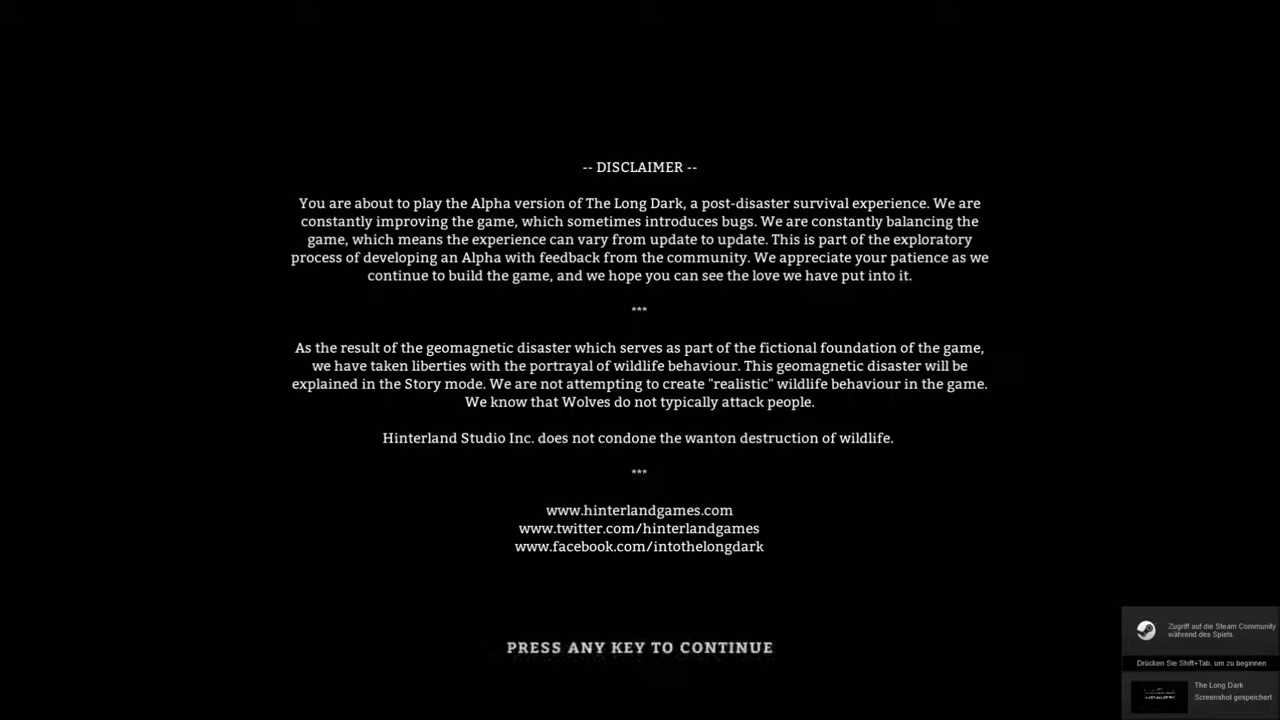 -- DISCLAIMER --
You are about to play the Alpha version of The Long Dark, a post-disaster survival experience. We are
constantly improving the game, which sometimes introduces bugs. We are constantly balancing the
game, which means the experience can vary from update to update. This is part of the exploratory
process of developing an Alpha with feedback from the community. We appreciate your patience as we
continue to build the game, and we hope you can see the love we have put into it.
***
As the result of the geomagnetic disaster which serves as part of the fictional foundation of the game,
we have taken liberties with the portrayal of wildlife behaviour. This geomagnetic disaster will be
explained in the Story mode. We are not attempting to create "realistic" wildlife behaviour in the game.
We know that Wolves do not typically attack people.
Hinterland Studio Inc. does not condone the wanton destruction of wildlife.
***
www.hinterlandgames.com
www.twitter.com/hinterlandgames
www.facebook.com/intothelongdark
PRESS ANY KEY TO CONTINUE
Zugriff auf die Steam Community
während des Spiels.
Drücken Sie Shift+Tab, um zu beginnen
The Long Dark
Screenshot gespeichert